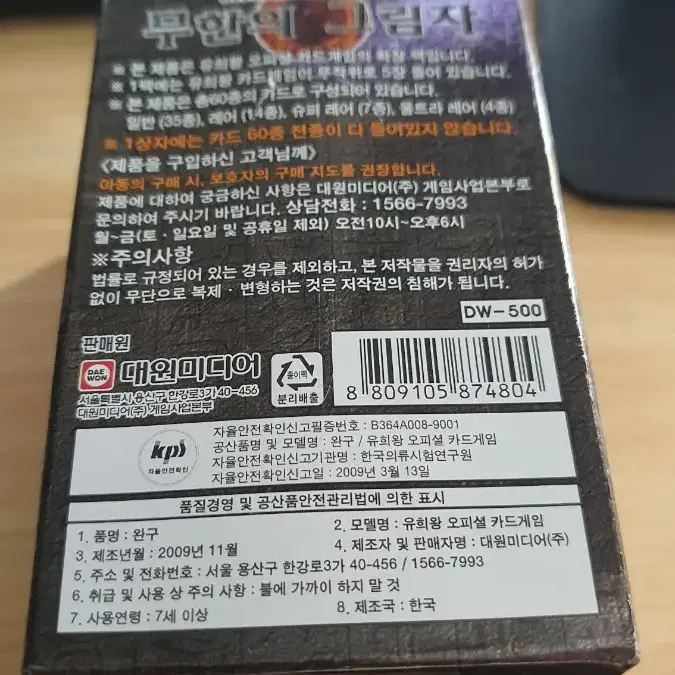 무한의 그림자
※ 본 제품은 유희왕 오피셜 카드게임의 확장 팩입니다.
※ 1팩에는 유희왕 카드게임이 무작위로 5장 들어 있습니다.
※ 본 제품은 총60종의 카드로 구성되어 있습니다.
일반 (35종), 레어 (14종), 슈퍼 레어 (7종), 울트라 레어 (4종)
※ 1상자에는 카드 60종 전종이 다 들어있지 않습니다.
《제품을 구입하신 고객님께》
아동의 구매 시, 보호자의 구매 지도를 권장합니다.
제품에 대하여 궁금하신 사항은 대원미디어(주) 게임사업본부로
문의하여 주시기 바랍니다. 상담전화 : 1566-7993
월~금(토·일요일 및 공휴일 제외) 오전10시~오후6시
※주의사항
법률로 규정되어 있는 경우를 제외하고, 본 저작물을 권리자의 허가
없이 무단으로 복제·변형하는 것은 저작권의 침해가 됩니다.
DW-500
판매원
DAE WON 대원미디어
서울특별시 용산구 한강로3가 40-456
대원미디어(주) 게임사업본부
종이팩
분리배출
8 809105 874804
kps
자율안전확인
자율안전확인신고필증번호 : B364A008-9001
공산품명 및 모델명 : 완구 / 유희왕 오피셜 카드게임
자율안전확인신고기관명 : 한국의류시험연구원
자율안전확인신고일 : 2009년 3월 13일
품질경영 및 공산품안전관리법에 의한 표시
1. 품명 : 완구
2. 모델명 : 유희왕 오피셜 카드게임
3. 제조년월 : 2009년 11월
4. 제조자 및 판매자명 : 대원미디어(주)
5. 주소 및 전화번호 : 서울 용산구 한강로3가 40-456 / 1566-7993
6. 취급 및 사용 상 주의 사항 : 불에 가까이 하지 말 것
7. 사용연령 : 7세 이상
8. 제조국 : 한국